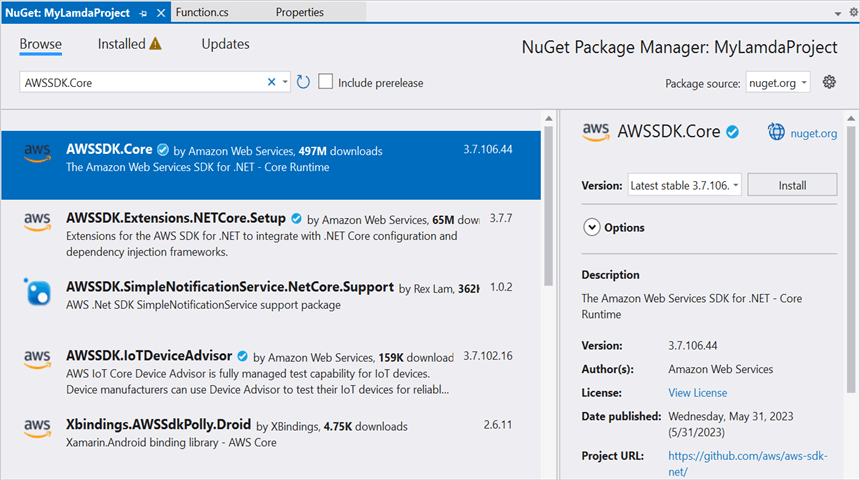 NuGet: MyLamdaProject
Function.cs
Properties
Browse
Installed
Updates
NuGet Package Manager: MyLamdaProject
AWSSDK.Core
Include prerelease
Package source: nuget.org
aws
AWSSDK.Core by Amazon Web Services, 497M downloads
3.7.106.44
The Amazon Web Services SDK for .NET - Core Runtime
aws
AWSSDK.Extensions.NETCore.Setup by Amazon Web Services, 65M
3.7.7
Extensions for the AWS SDK for .NET to integrate with .NET Core configuration and
dependency injection frameworks.
AWSSDK.SimpleNotificationService.NetCore.Support by Rex Lam, 362K
1.0.2
AWS .Net SDK SimpleNotificationService support package
aws
AWSSDK.IoTDeviceAdvisor by Amazon Web Services, 159K download
3.7.102.16
AWS IoT Core Device Advisor is fully managed test capability for IoT devices.
Device manufacturers can use Device Advisor to test their IoT devices for reliabl...
aws
Xbindings.AWSSdkPolly.Droid by XBindings, 4.75K downloads
2.6.11
Xamarin.Android binding library - AWS Core
aws
AWSSDK.Core
nuget.org
Version: Latest stable 3.7.106.
Install
Options
Description
The Amazon Web Services SDK for .NET - Core
Runtime
Version: 3.7.106.44
Author(s): Amazon Web Services
License: View License
Date published: Wednesday, May 31, 2023
(5/31/2023)
Project URL: https://github.com/aws/aws-sdk-
net/